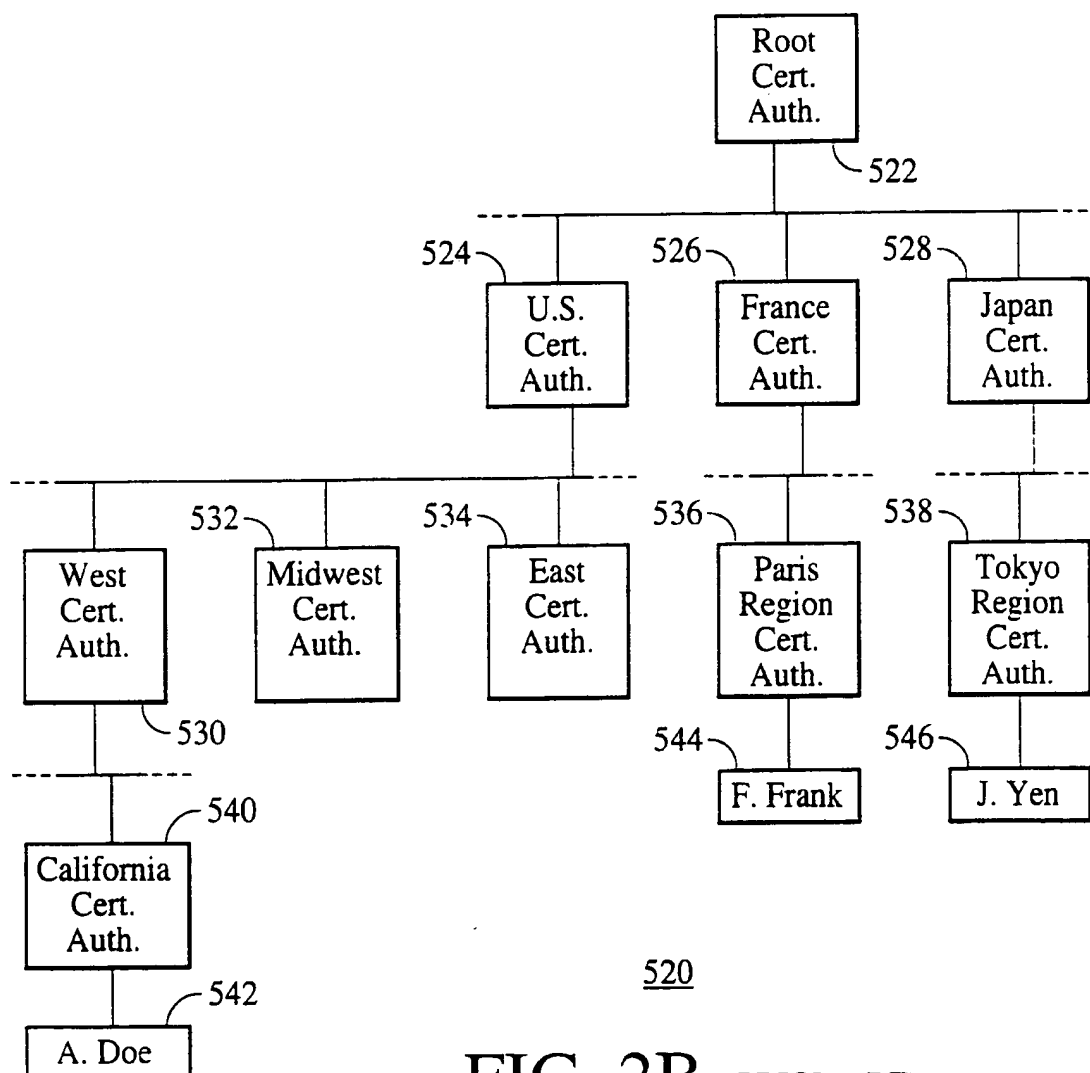 Root
Cert.
Auth.
522
524
526
528
U.S.
Cert.
Auth.
France
Cert.
Auth.
Japan
Cert.
Auth.
532
534
536
538
West
Cert.
Auth.
Midwest
Cert.
Auth.
East
Cert.
Auth.
Paris
Region
Cert.
Auth.
Tokyo
Region
Cert.
Auth.
530
544
546
F. Frank
J. Yen
540
California
Cert.
Auth.
520
542
A. Doe
FIG. 2B